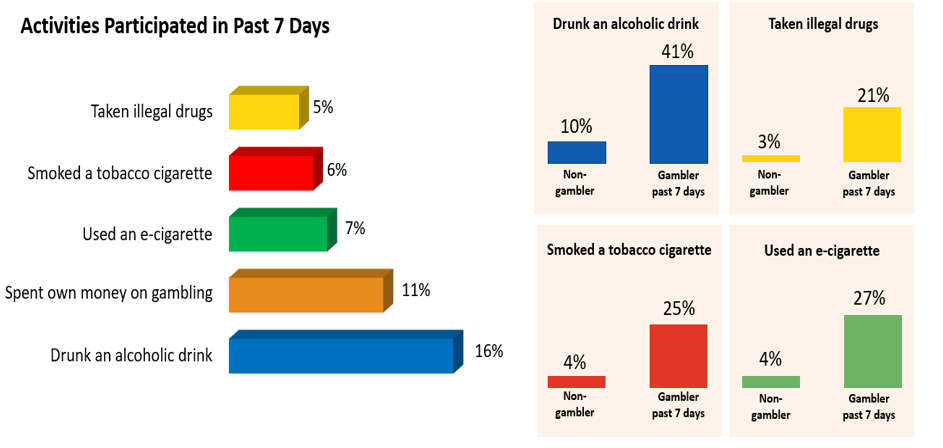 Activities Participated in Past 7 Days
Taken illegal drugs
5%
Smoked a tobacco cigarette
6%
Used an e-cigarette
7%
Spent own money on gambling
11%
Drunk an alcoholic drink
16%
Drunk an alcoholic drink
10%
41%
Non-
gambler
Gambler
past 7 days
Taken illegal drugs
3%
21%
Non-
gambler
Gambler
past 7 days
Smoked a tobacco cigarette
4%
25%
Non-
gambler
Gambler
past 7 days
Used an e-cigarette
4%
27%
Non-
gambler
Gambler
past 7 days